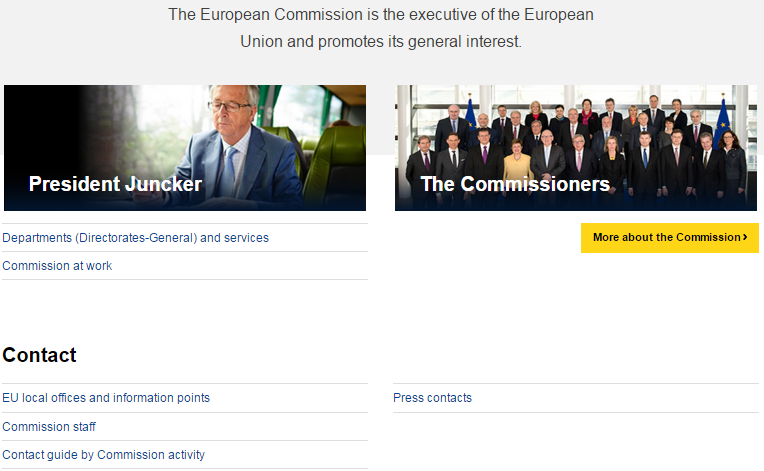 The European Commission is the executive of the European
Union and promotes its general interest.
President Juncker
The Commissioners
Departments (Directorates-General) and services
Commission at work
More about the Commission ›
Contact
EU local offices and information points
Commission staff
Contact guide by Commission activity
Press contacts